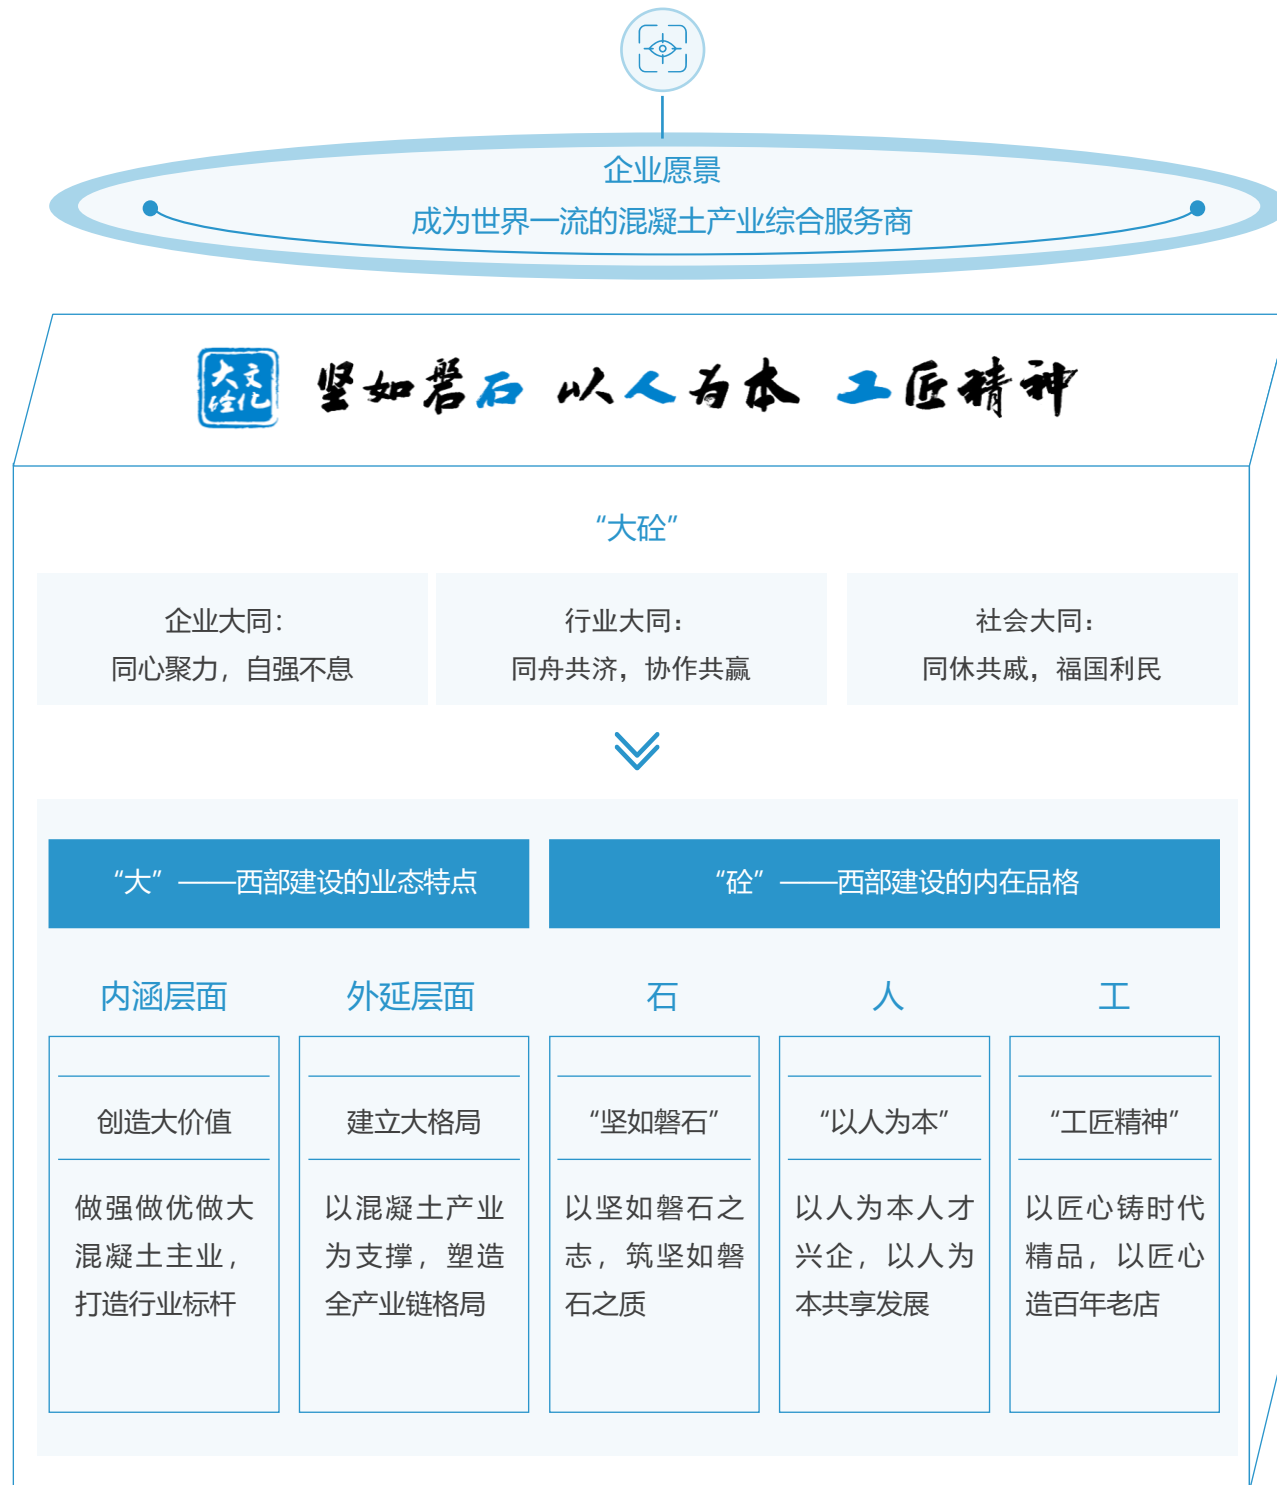 企业愿景
成为世界一流的混凝土产业综合服务商
大砼文化
坚如磐石 以人为本 工匠精神
“大砼”
企业大同：
同心聚力，自强不息
行业大同：
同舟共济，协作共赢
社会大同：
同休共戚，福国利民
“大”——西部建设的业态特点
“砼”——西部建设的内在品格
内涵层面
创造大价值
做强做优做大
混凝土主业，
打造行业标杆
外延层面
建立大格局
以混凝土产业
为支撑，塑造
全产业链格局
石
“坚如磐石”
以坚如磐石之
志，筑坚如磐
石之质
人
“以人为本”
以人为本人才
兴企，以人为
本共享发展
工
“工匠精神”
以匠心铸时代
精品，以匠心
造百年老店